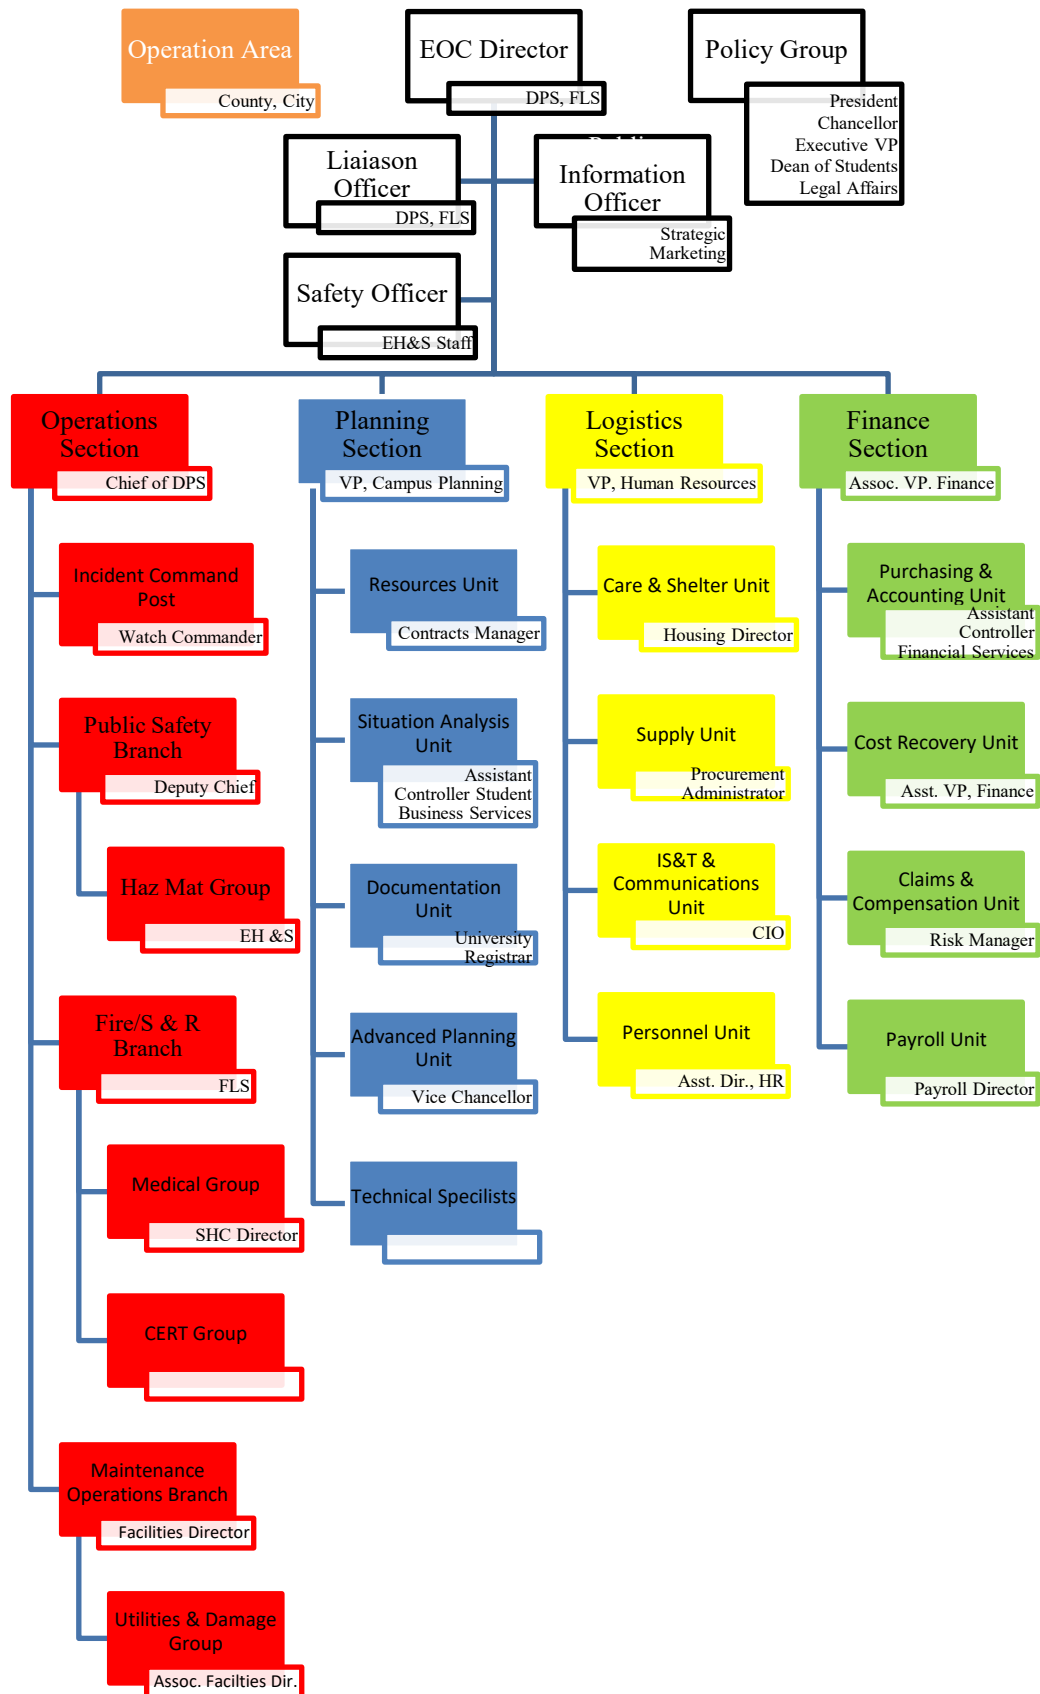 Operation Area
County, City
EOC Director
DPS, FLS
Policy Group
President
Chancellor
Executive VP
Dean of Students
Legal Affairs
Liaiason
Officer
DPS, FLS
Information
Officer
Strategic
Marketing
Safety Officer
EH&S Staff
Operations
Section
Chief of DPS
Incident Command
Post
Watch Commander
Public Safety
Branch
Deputy Chief
Haz Mat Group
EH &S
Fire/S & R
Branch
FLS
Medical Group
SHC Director
CERT Group
Maintenance
Operations Branch
Facilities Director
Utilities & Damage
Group
Assoc. Facilties Dir.
Planning
Section
VP, Campus Planning
Resources Unit
Contracts Manager
Situation Analysis
Unit
Assistant
Controller Student
Business Services
Documentation
Unit
University
Registrar
Advanced Planning
Unit
Vice Chancellor
Technical Specilists
Logistics
Section
VP, Human Resources
Care & Shelter Unit
Housing Director
Supply Unit
Procurement
Administrator
IS&T &
Communications
Unit
CIO
Personnel Unit
Asst. Dir., HR
Finance
Section
Assoc. VP. Finance
Purchasing &
Accounting Unit
Assistant
Controller
Financial Services
Cost Recovery Unit
Asst. VP, Finance
Claims &
Compensation Unit
Risk Manager
Payroll Unit
Payroll Director